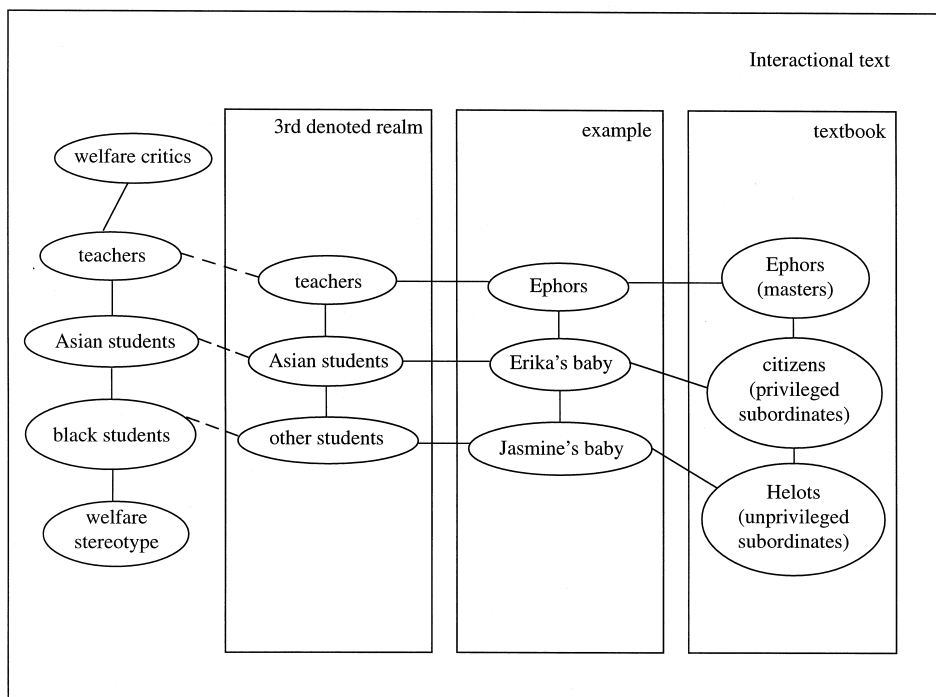 Interactional text
3rd denoted realm
example
textbook
welfare critics
teachers
Asian students
black students
welfare
stereotype
teachers
Asian students
other students
Ephors
Erika's baby
Jasmine's baby
Ephors
(masters)
citizens
(privileged
subordinates)
Helots
(unprivileged
subordinates)